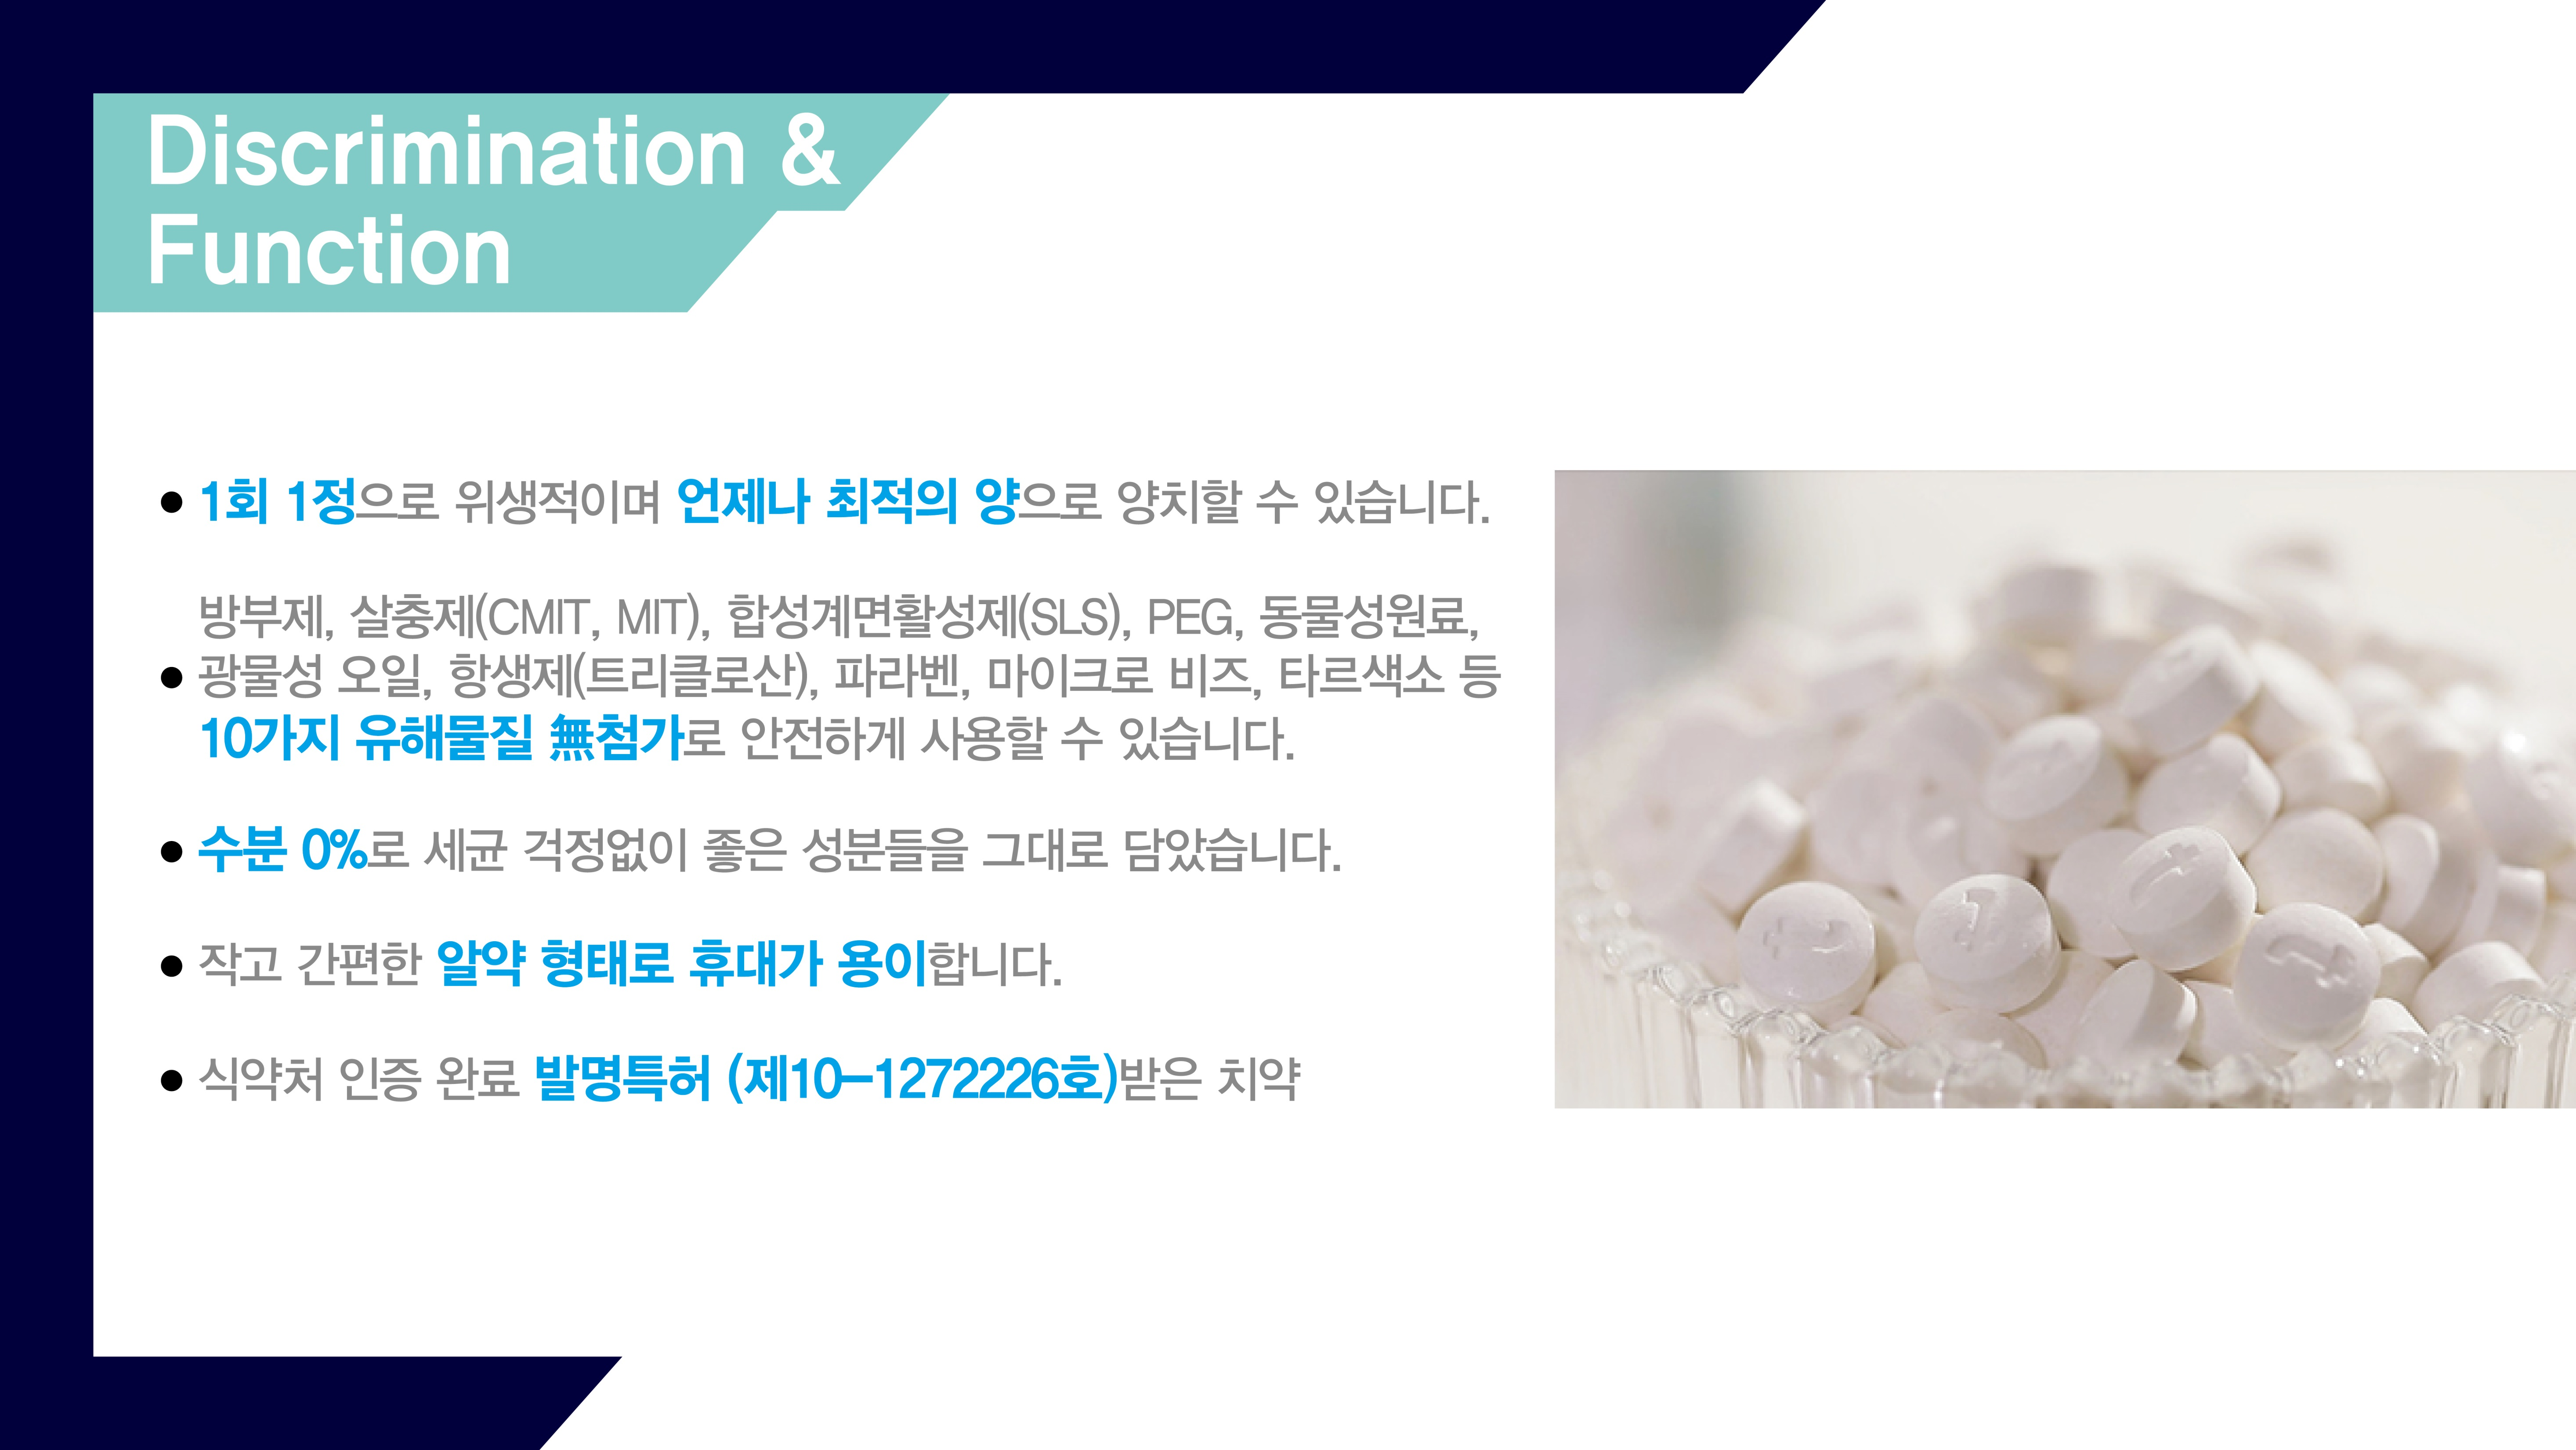 Discrimination &
Function
● 1회 1정으로 위생적이며 언제나 최적의 양으로 양치할 수 있습니다.
방부제, 살충제(CMIT, MIT), 합성계면활성제(SLS), PEG, 동물성원료,
● 광물성 오일, 항생제(트리클로산), 파라벤, 마이크로 비즈, 타르색소 등
10가지 유해물질 無첨가로 안전하게 사용할 수 있습니다.
● 수분 0%로 세균 걱정없이 좋은 성분들을 그대로 담았습니다.
● 작고 간편한 알약 형태로 휴대가 용이합니다.
● 식약처 인증 완료 발명특허 (제10-1272226호)받은 치약